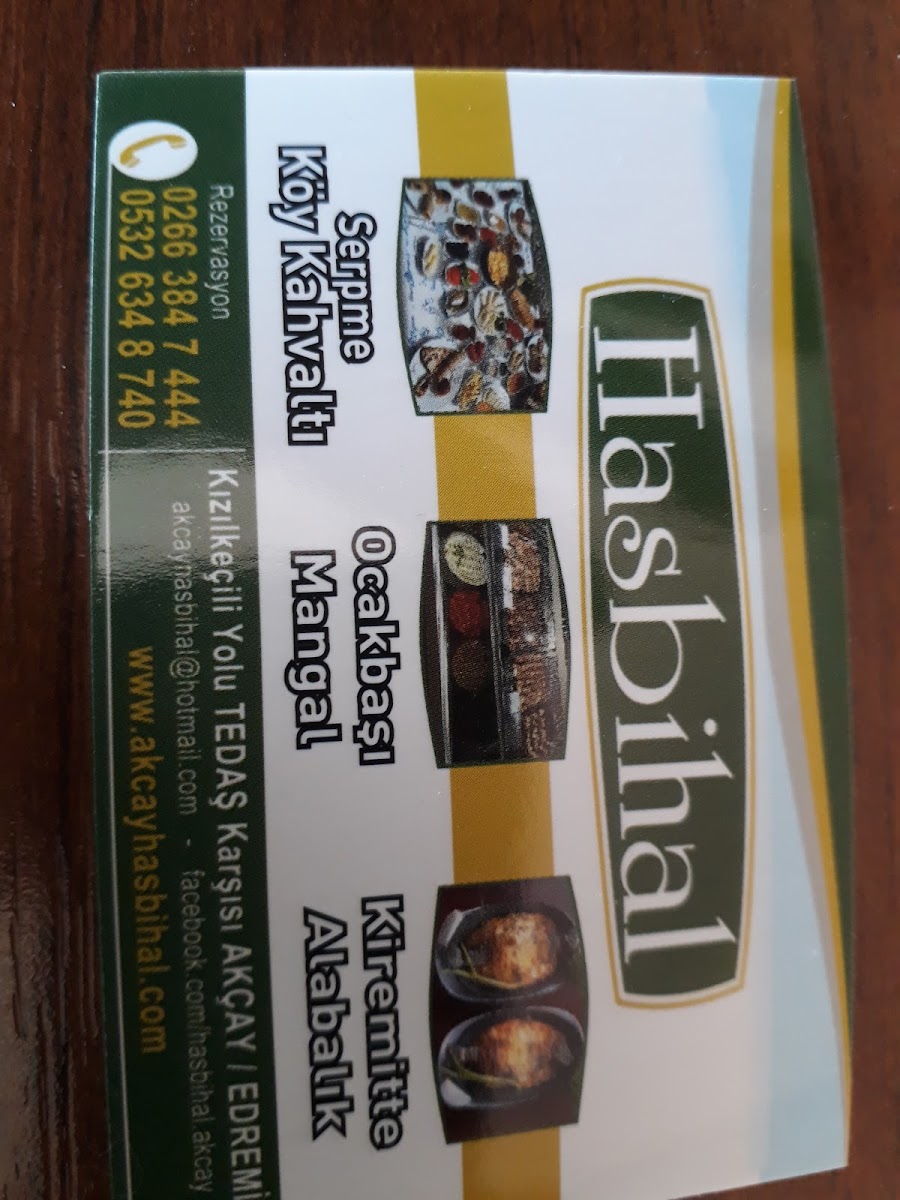 Hasbihal
Serpme
Köy Kahvaltı
Ocakbaşı
Mangal
Kiremitte
Alabalık
Rezervasyon
0266 384 7 444
0532 634 8 740
Kızılkeçili Yolu TEDAŞ Karşısı AKÇAY / EDREMİ
akcayhasbihal@hotmail.com - facebook.com/hasbihal.akcay
www.akcayhasbihal.com